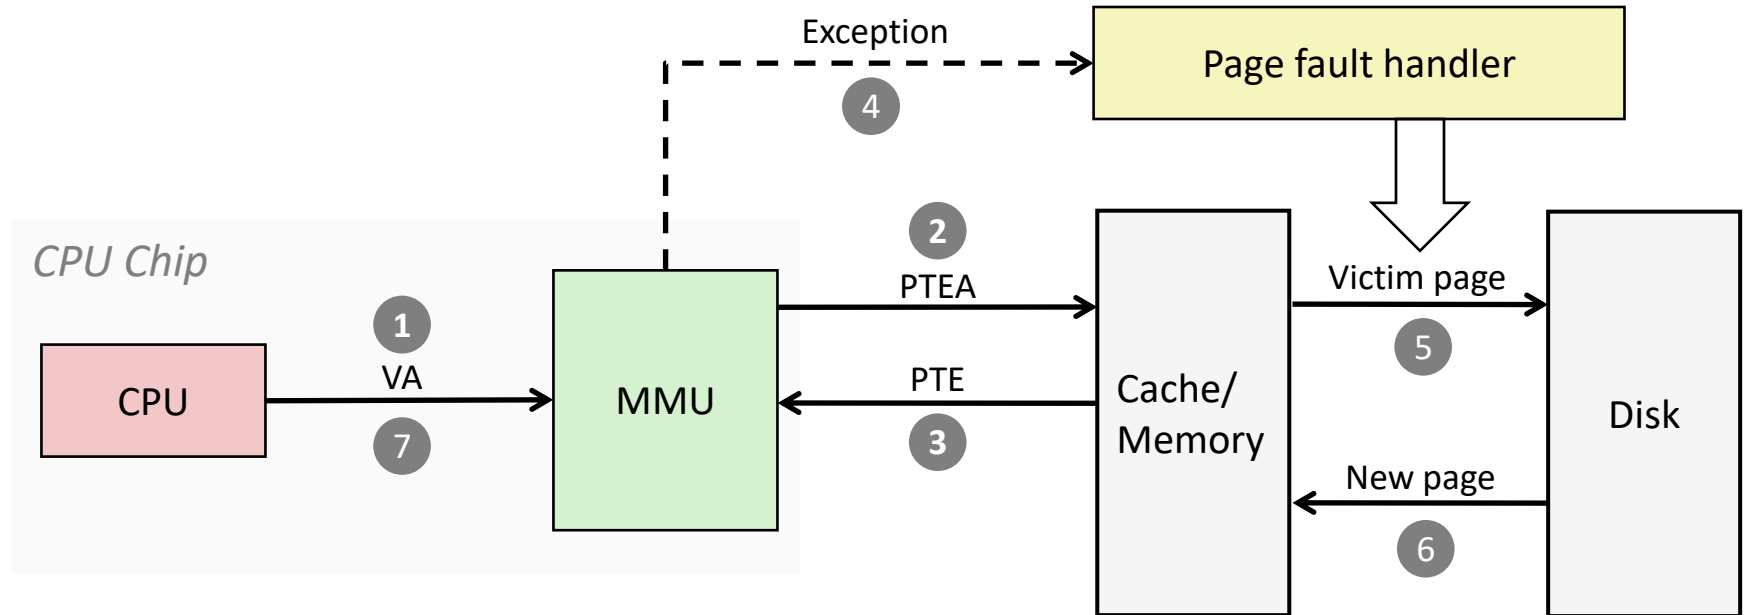 Exception
Page fault handler
4
2
CPU Chip
PTEA
Victim page
1
5
VA
PTE
CPU
MMU
Cache/
Memory
Disk
7
3
New page
6